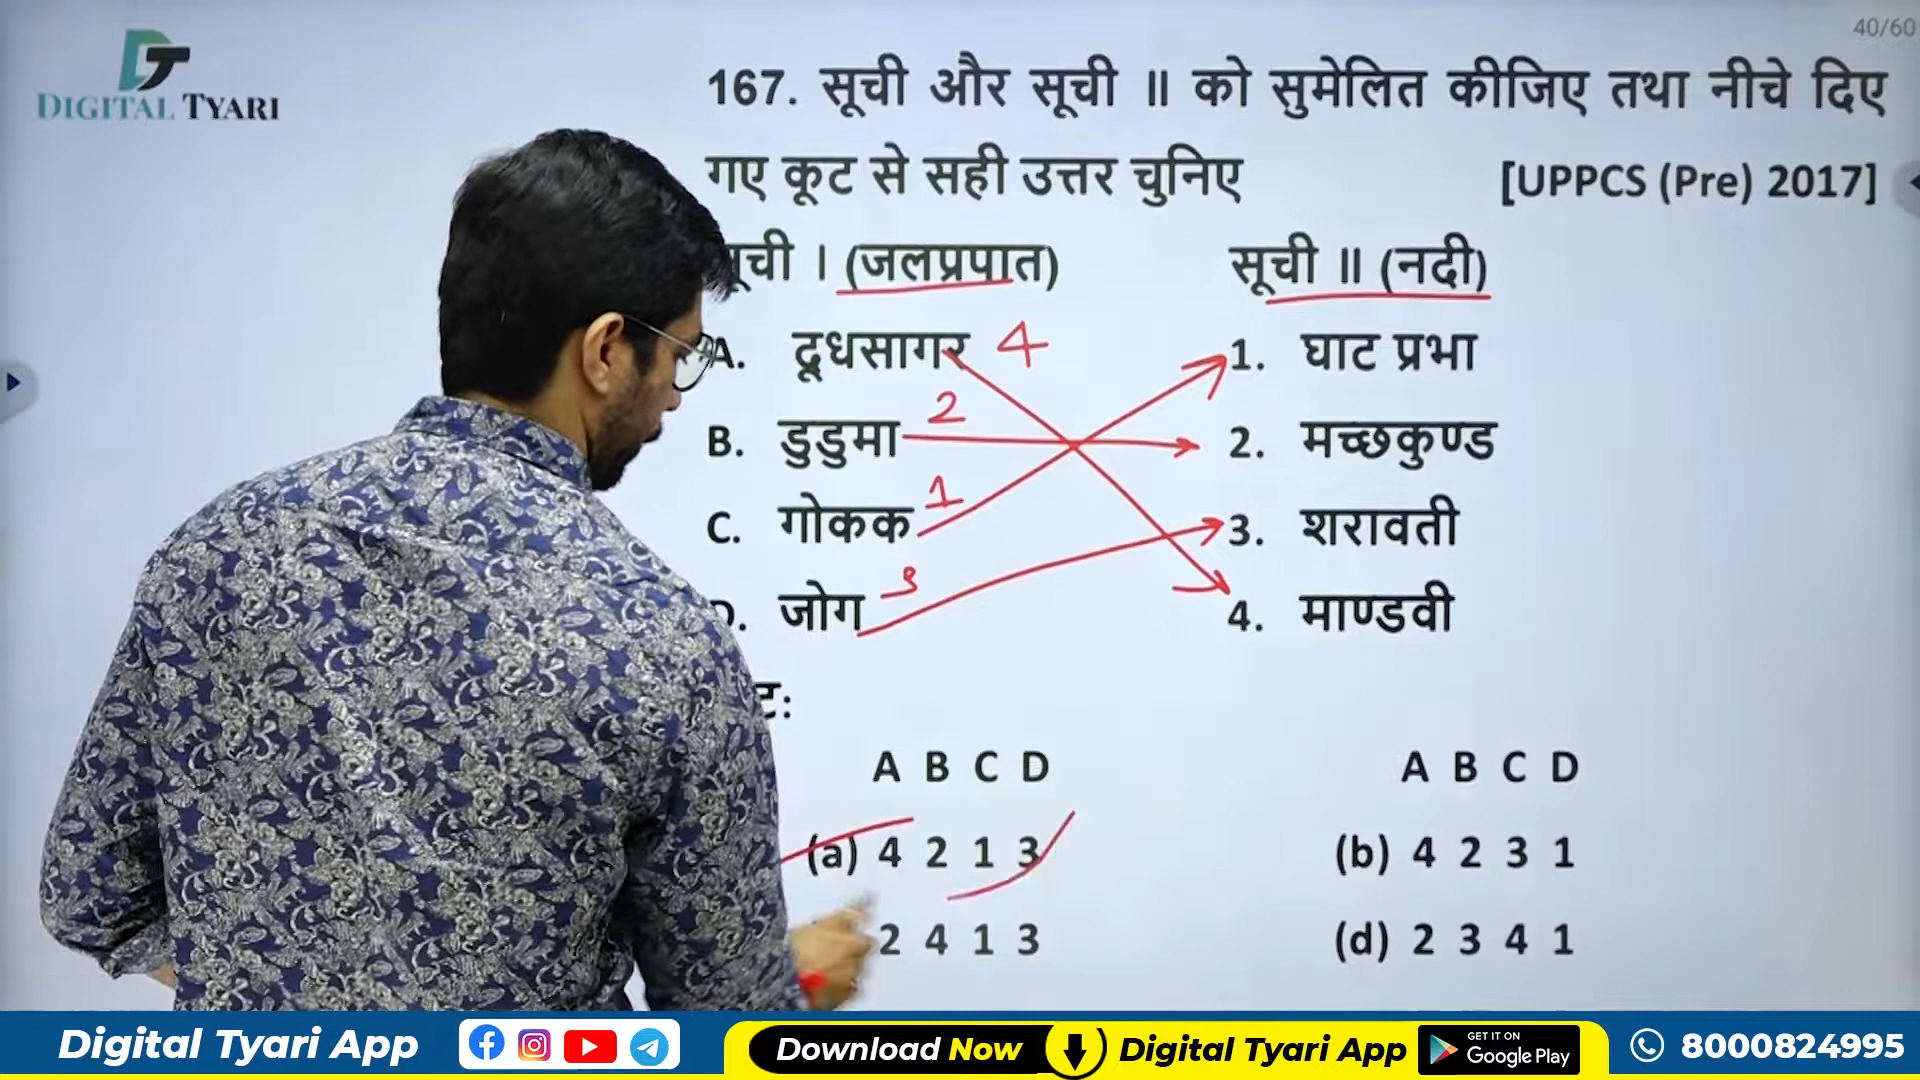 40/60
DIGITAL TYARI
167. सूची और सूची II को सुमेलित कीजिए तथा नीचे दिए
गए कूट से सही उत्तर चुनिए [UPPCS (Pre) 2017]
सूची I (जलप्रपात) सूची II (नदी)
A. दूधसागर 4 1. घाट प्रभा
B. डुडुमा 2 2. मच्छकुण्ड
C. गोकक 1 3. शरावती
D. जोग 3 4. माण्डवी
A B C D A B C D
(a) 4 2 1 3 (b) 4 2 3 1
2 4 1 3 (d) 2 3 4 1
Digital Tyari App Download Now Digital Tyari App GET IT ON Google Play 8000824995